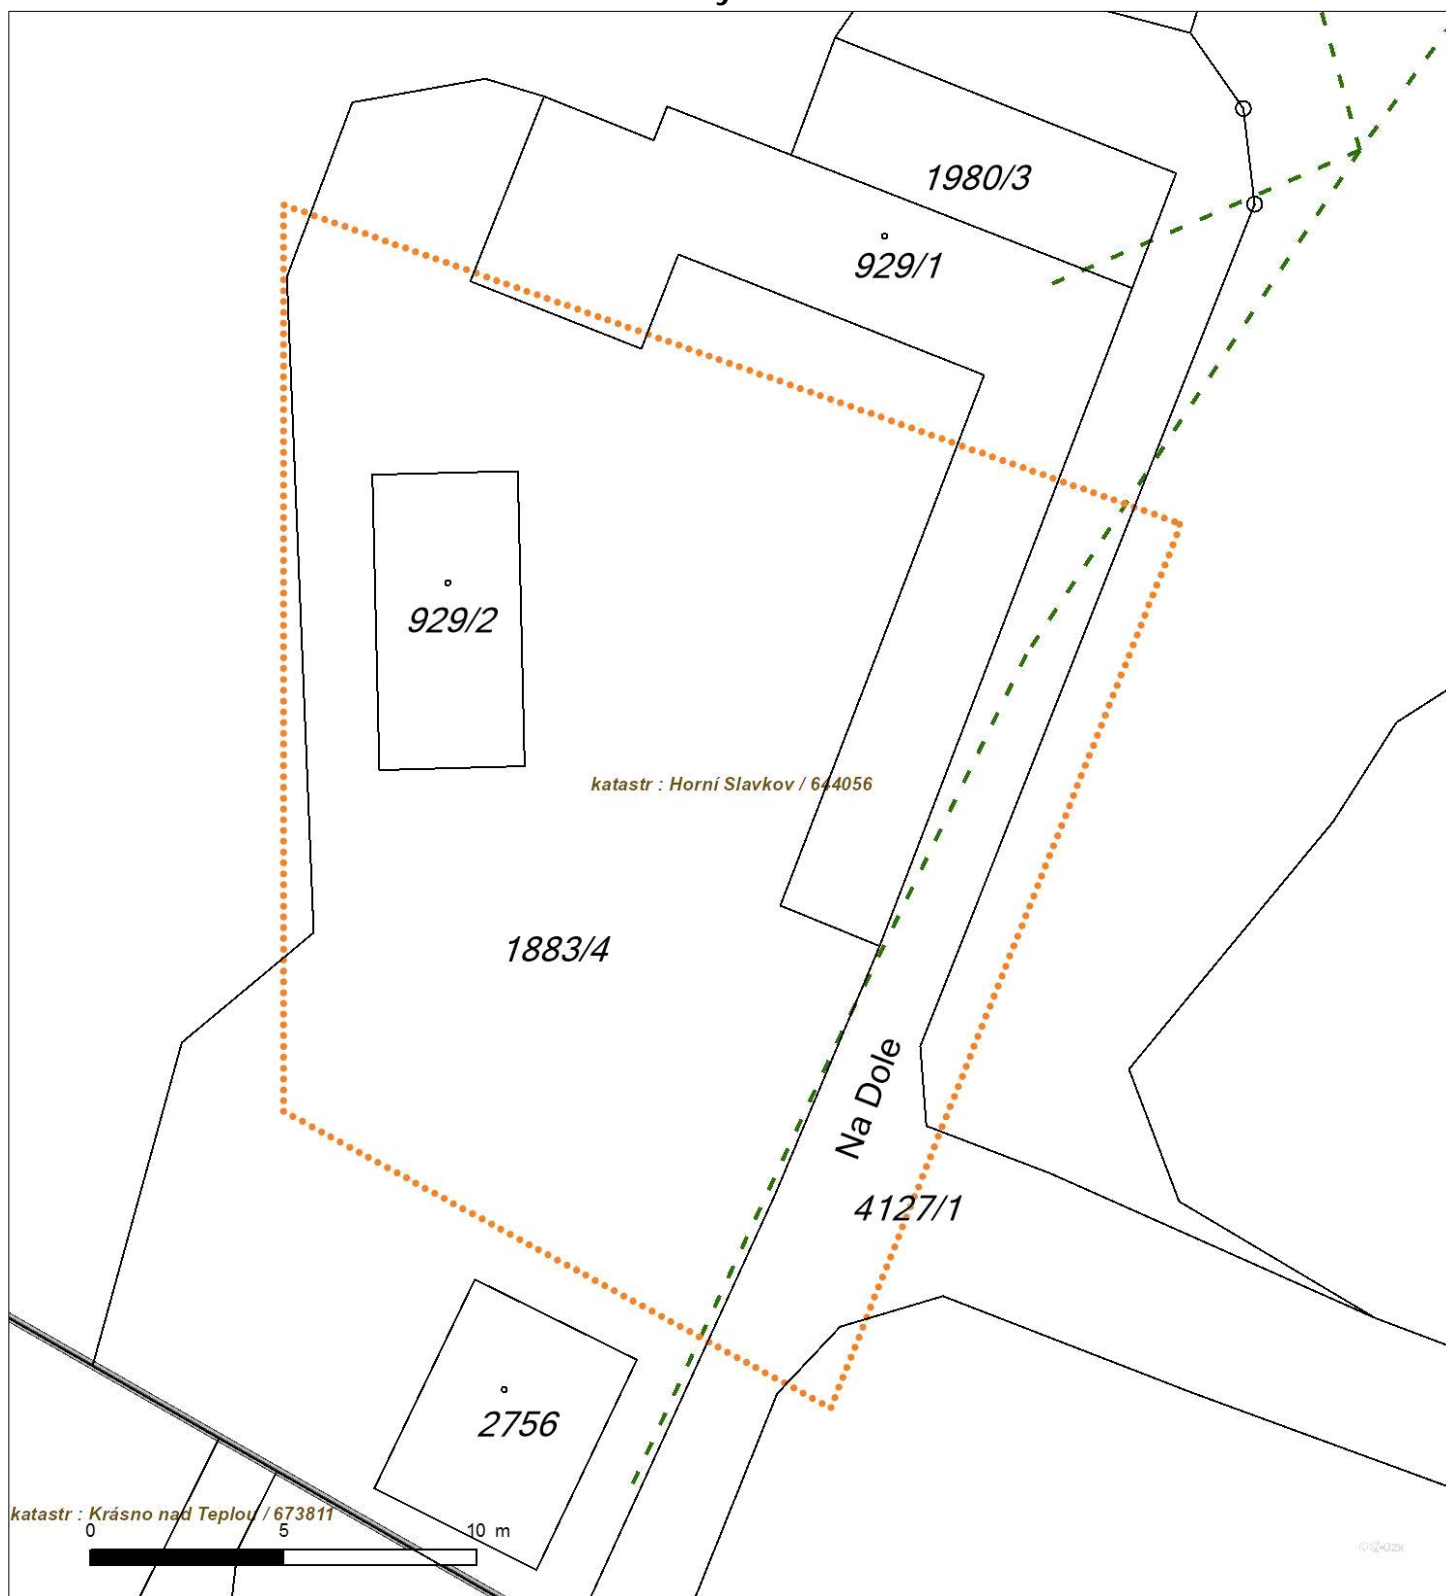 1980/3
929/1
929/2
katastr : Horní Slavkov / 644056
1883/4
Na Dole
4127/1
2756
katastr : Krásno nad Teplou / 673811
0 5 10 m